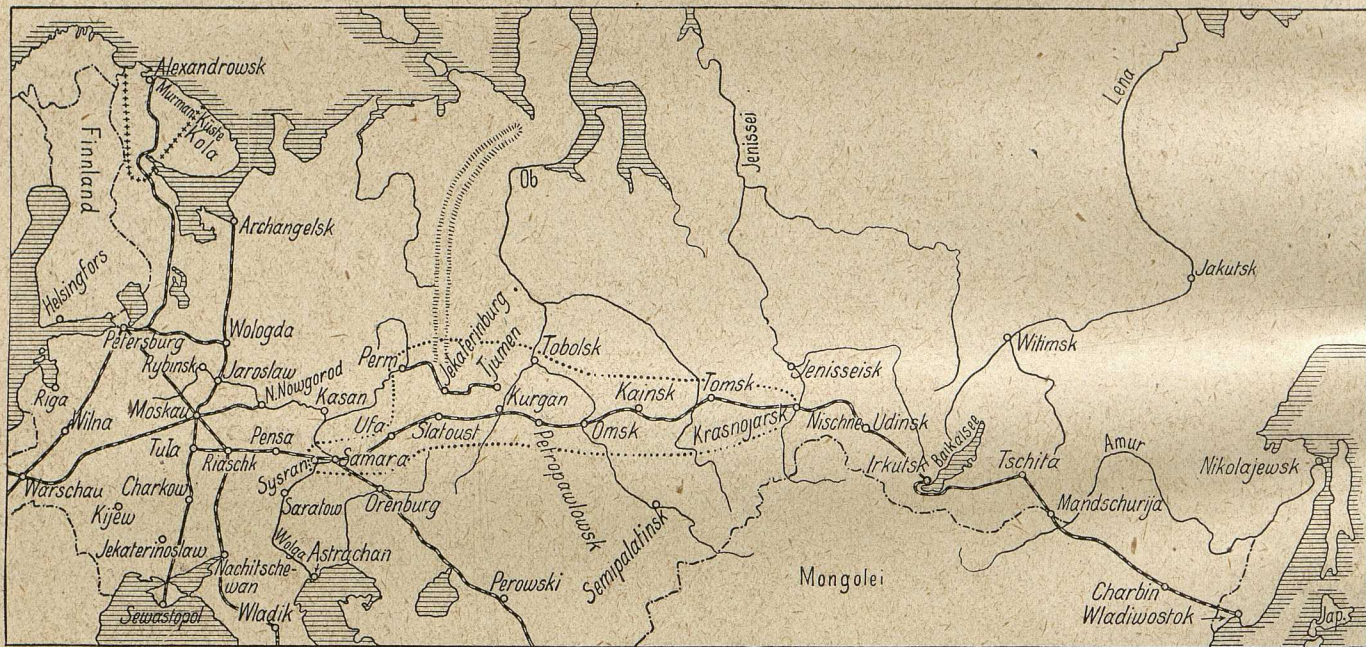 Alexandrowsk
Murman-Küste
Kola
Finnland
Archangelsk
Helsingfors
Petersburg
Wologda
Rybinsk
Jaroslaw
N.Nowgorod
Kasan
Riga
Wilna
Moskau
Tula
Riaschk
Pensa
Sysran
Samara
Ufa
Slatoust
Perm
Jekaterinburg
Tjumen
Tobolsk
Kurgan
Petropawlowsk
Omsk
Kainsk
Tomsk
Krasnojarsk
Jenisseisk
Nischne
Udinsk
Irkutsk
Baikalsee
Tschita
Witimsk
Jakutsk
Lena
Jenissei
Ob
Amur
Nikolajewsk
Mandschurija
Charbin
Wladiwostok
Jap.
Mongolei
Semipalatinsk
Perowski
Orenburg
Saratow
Wolga
Astrachan
Warschau
Charkow
Kijew
Jekaterinoslaw
Nachitsche-
wan
Sewastopol
Wladik